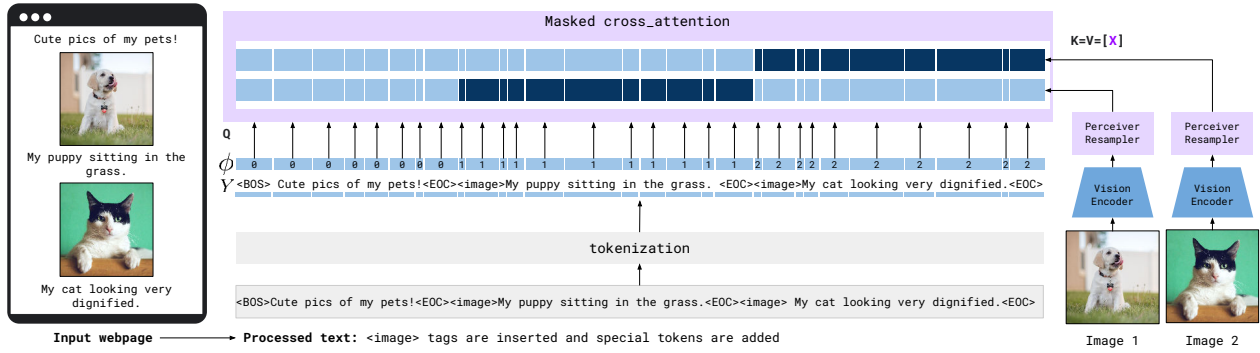 Cute pics of my pets!
My puppy sitting in the
grass.
My cat looking very
dignified.
Input webpage
Masked cross_attention
K=V=[X]
Q
ϕ 0 0 0 0 0 0 0 0 1 1 1 1 1 1 1 1 1 1 1 2 2 2 2 2 2 2 2 2 2
Y <BOS> Cute pics of my pets!<EOC><image>My puppy sitting in the grass. <EOC><image>My cat looking very dignified.<EOC>
tokenization
<BOS>Cute pics of my pets!<EOC><image>My puppy sitting in the grass.<EOC><image> My cat looking very dignified.<EOC>
Processed text: <image> tags are inserted and special tokens are added
Perceiver
Resampler
Perceiver
Resampler
Vision
Encoder
Vision
Encoder
Image 1
Image 2